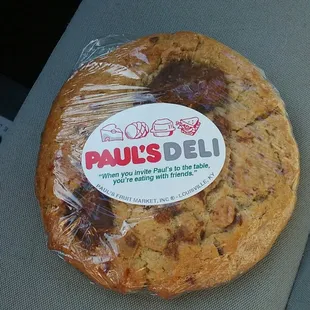 PAUL'S DELI
"When you invite Paul's to the table,
you're eating with friends."
PAUL'S FRUIT MARKET, INC ® - LOUISVILLE, KY